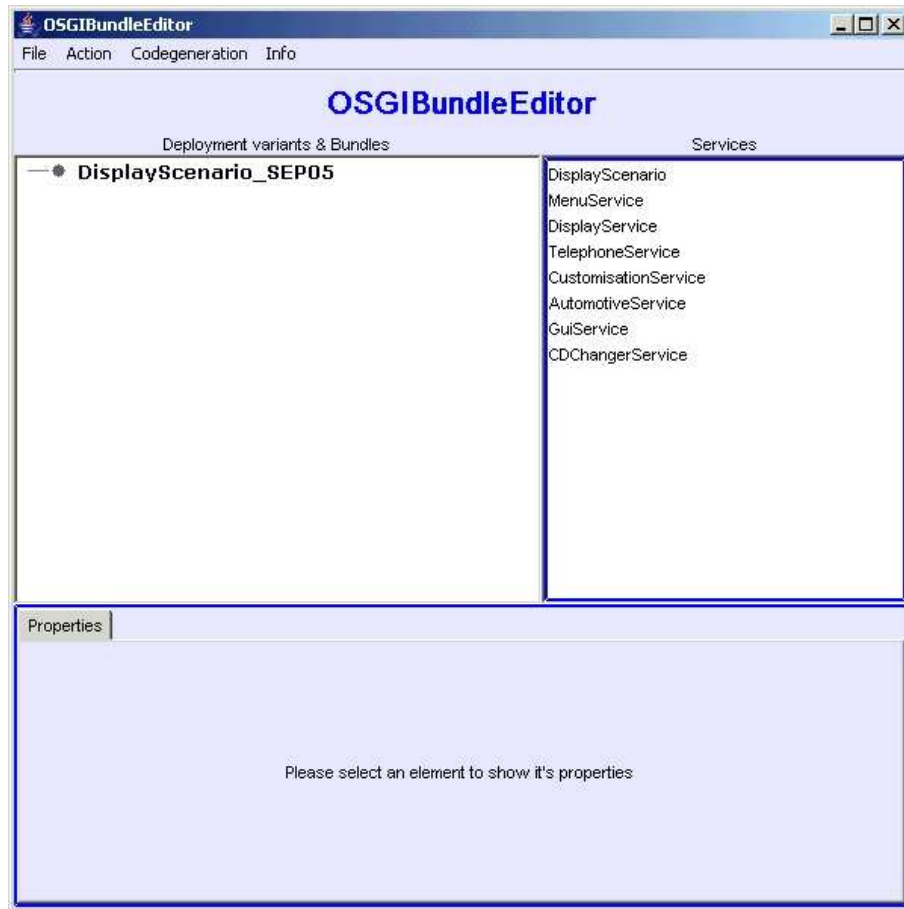 OSGIBundleEditor
File Action Codegeneration Info
OSGIBundleEditor
Deployment variants & Bundles
Services
DisplayScenario_SEP05
DisplayScenario
MenuService
DisplayService
TelephoneService
CustomisationService
AutomotiveService
GuiService
CDChangerService
Properties
Please select an element to show it's properties